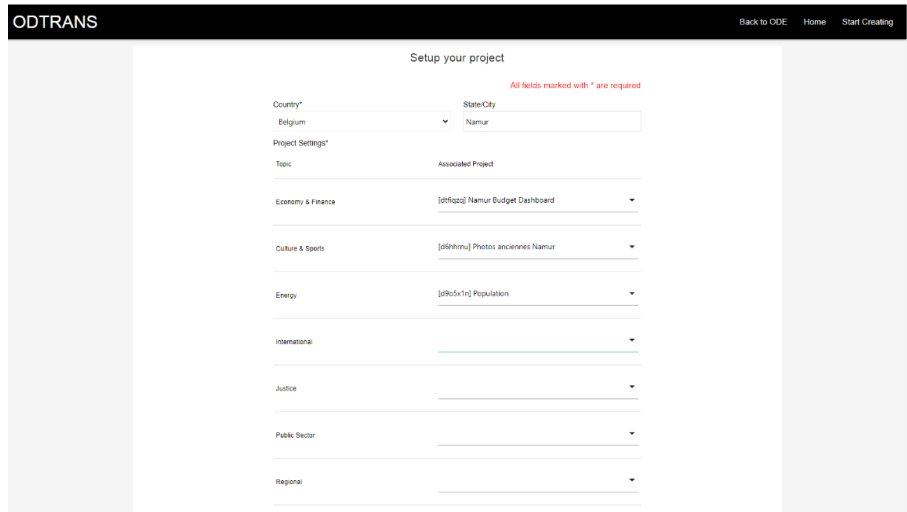 ODTRANS
Back to ODE Home Start Creating
Setup your project
All fields marked with * are required
Country* State/City
Belgium Namur
Project Settings*
Topic Associated Project
Economy & Finance [dtfiqzq] Namur Budget Dashboard
Culture & Sports [d6hhrnu] Photos anciennes Namur
Energy [d9o5x1n] Population
International
Justice
Public Sector
Regional